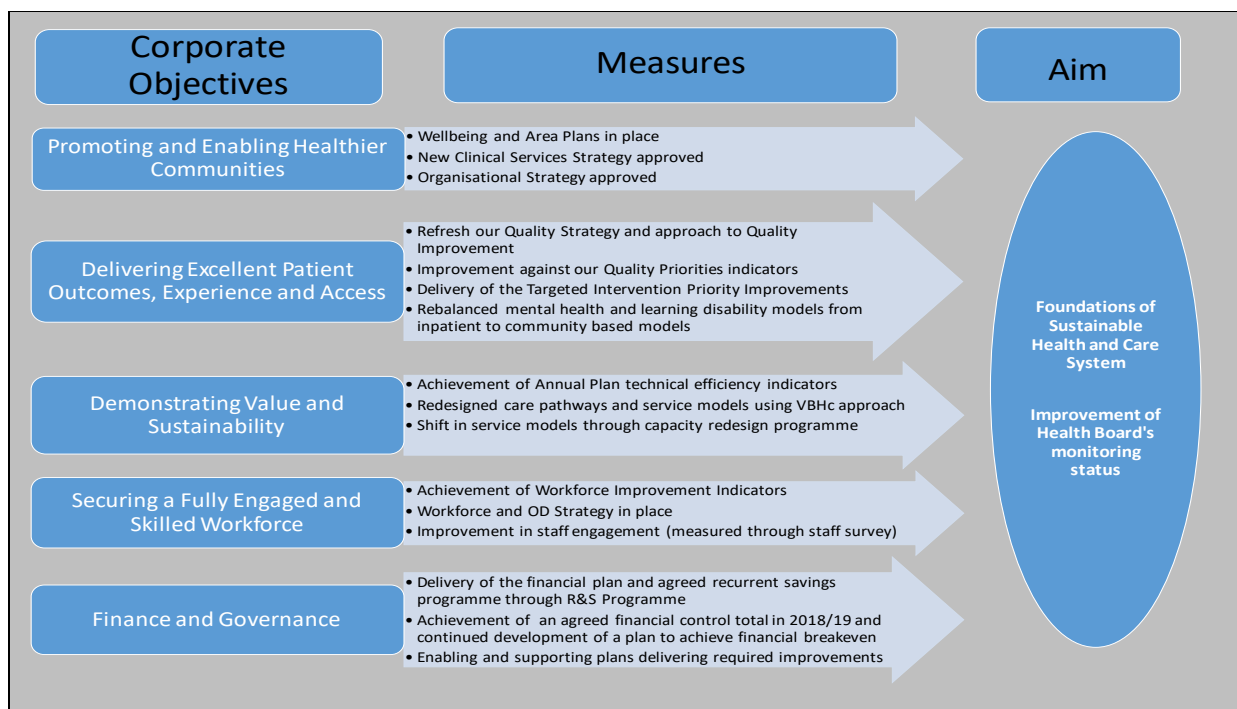 Corporate
Objectives
Measures
Aim
Promoting and Enabling Healthier
Communities
• Wellbeing and Area Plans in place
• New Clinical Services Strategy approved
• Organisational Strategy approved
Delivering Excellent Patient
Outcomes, Experience and Access
• Refresh our Quality Strategy and approach to Quality
Improvement
• Improvement against our Quality Priorities indicators
• Delivery of the Targeted Intervention Priority Improvements
• Rebalanced mental health and learning disability models from
inpatient to community based models
Demonstrating Value and
Sustainability
• Achievement of Annual Plan technical efficiency indicators
• Redesigned care pathways and service models using VBHc approach
• Shift in service models through capacity redesign programme
Securing a Fully Engaged and
Skilled Workforce
• Achievement of Workforce Improvement Indicators
• Workforce and OD Strategy in place
• Improvement in staff engagement (measured through staff survey)
Finance and Governance
• Delivery of the financial plan and agreed recurrent savings
programme through R&S Programme
• Achievement of an agreed financial control total in 2018/19 and
continued development of a plan to achieve financial breakeven
• Enabling and supporting plans delivering required improvements
Foundations of
Sustainable
Health and Care
System
Improvement of
Health Board's
monitoring
status